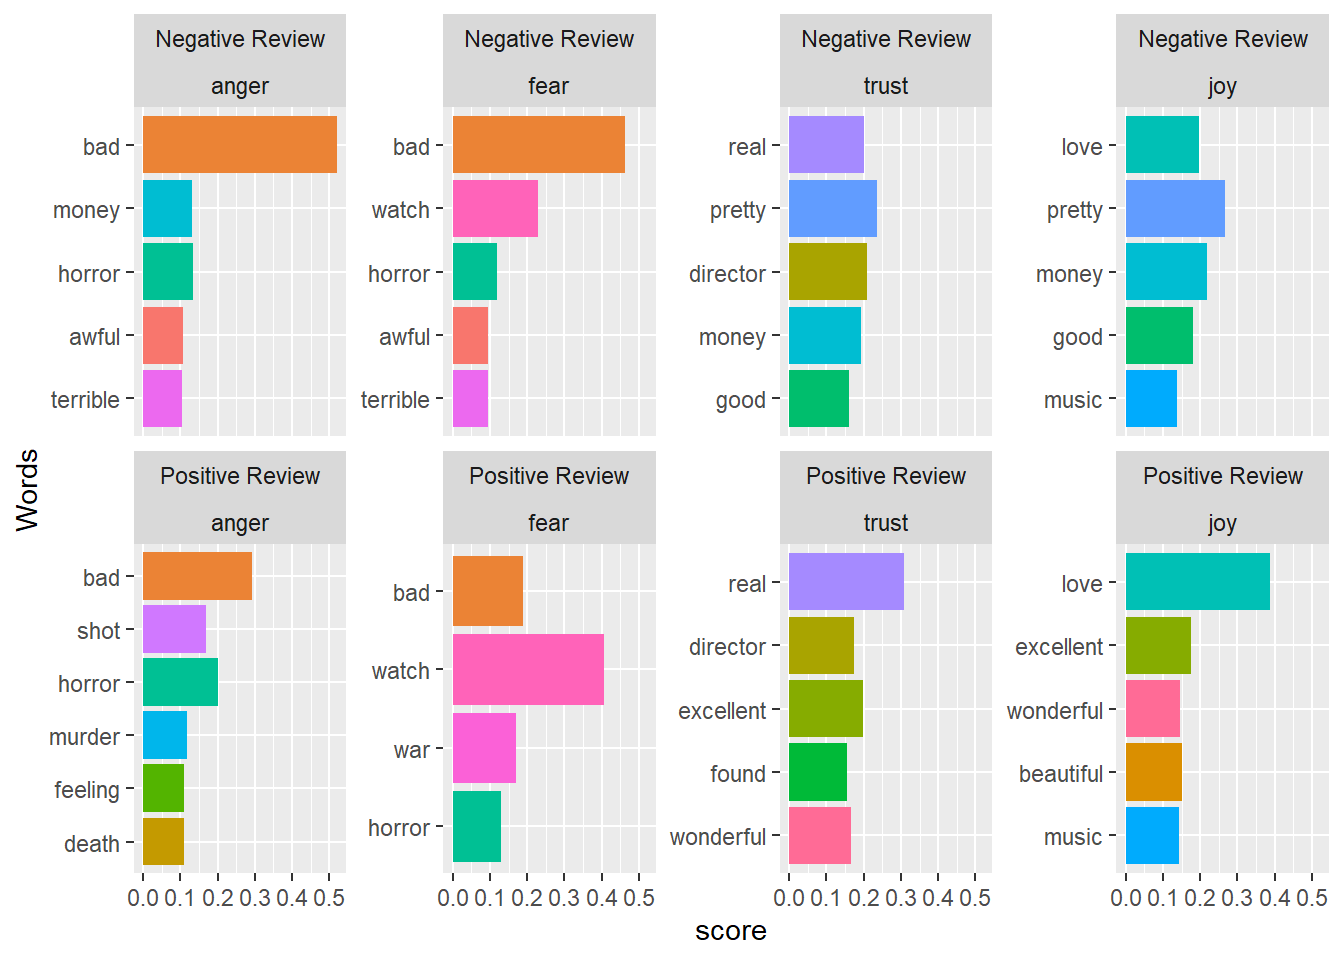 Negative Review
anger
Negative Review
fear
Negative Review
trust
Negative Review
joy
bad
money
horror
awful
terrible
bad
watch
horror
awful
terrible
real
pretty
director
money
good
love
pretty
money
good
music
Words
Positive Review
anger
Positive Review
fear
Positive Review
trust
Positive Review
joy
bad
shot
horror
murder
feeling
death
bad
watch
war
horror
real
director
excellent
found
wonderful
love
excellent
wonderful
beautiful
music
0.0 0.1 0.2 0.3 0.4 0.5
0.0 0.1 0.2 0.3 0.4 0.5
0.0 0.1 0.2 0.3 0.4 0.5
0.0 0.1 0.2 0.3 0.4 0.5
score